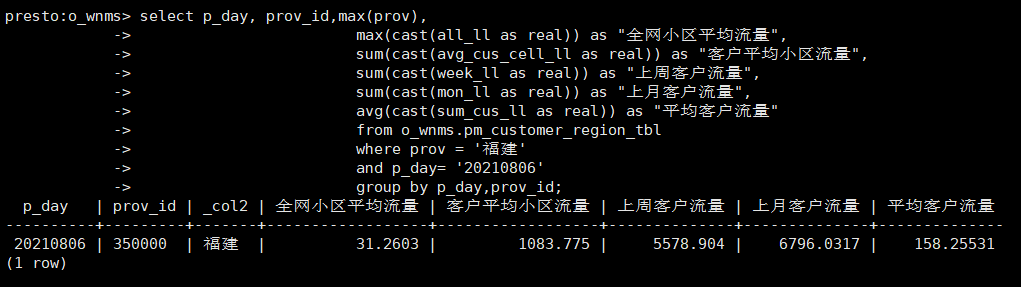 presto:o_wnms> select p_day, prov_id,max(prov),
            ->                         max(cast(all_ll as real)) as "全网小区平均流量",
            ->                         sum(cast(avg_cus_cell_ll as real)) as "客户平均小区流量",
            ->                         sum(cast(week_ll as real)) as "上周客户流量",
            ->                         sum(cast(mon_ll as real)) as "上月客户流量",
            ->                         avg(cast(sum_cus_ll as real)) as "平均客户流量"
            ->                         from o_wnms.pm_customer_region_tbl
            ->                         where prov = '福建'
            ->                         and p_day= '20210806'
            ->                         group by p_day,prov_id;
  p_day   | prov_id | _col2 | 全网小区平均流量 | 客户平均小区流量 | 上周客户流量 | 上月客户流量 | 平均客户流量
----------+---------+-------+------------------+------------------+--------------+--------------+--------------
 20210806 | 350000  | 福建  |          31.2603 |         1083.775 |     5578.904 |    6796.0317 |    158.25531
(1 row)